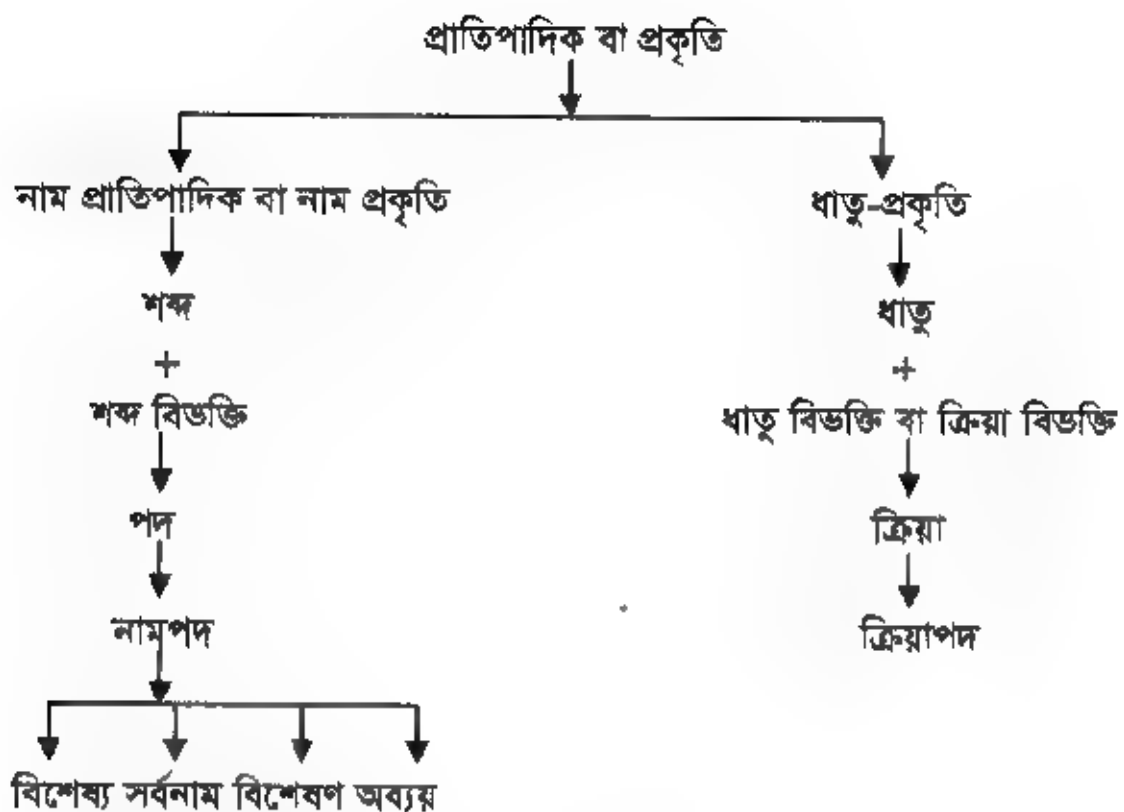 প্রাতিপাদিক বা প্রকৃতি
নাম প্রাতিপাদিক বা নাম প্রকৃতি
ধাতু-প্রকৃতি
শব্দ
ধাতু
+
+
শব্দ বিভক্তি
ধাতু বিভক্তি বা ক্রিয়া বিভক্তি
পদ
ক্রিয়া
নামপদ
ক্রিয়াপদ
বিশেষ্য সর্বনাম বিশেষণ অব্যয়